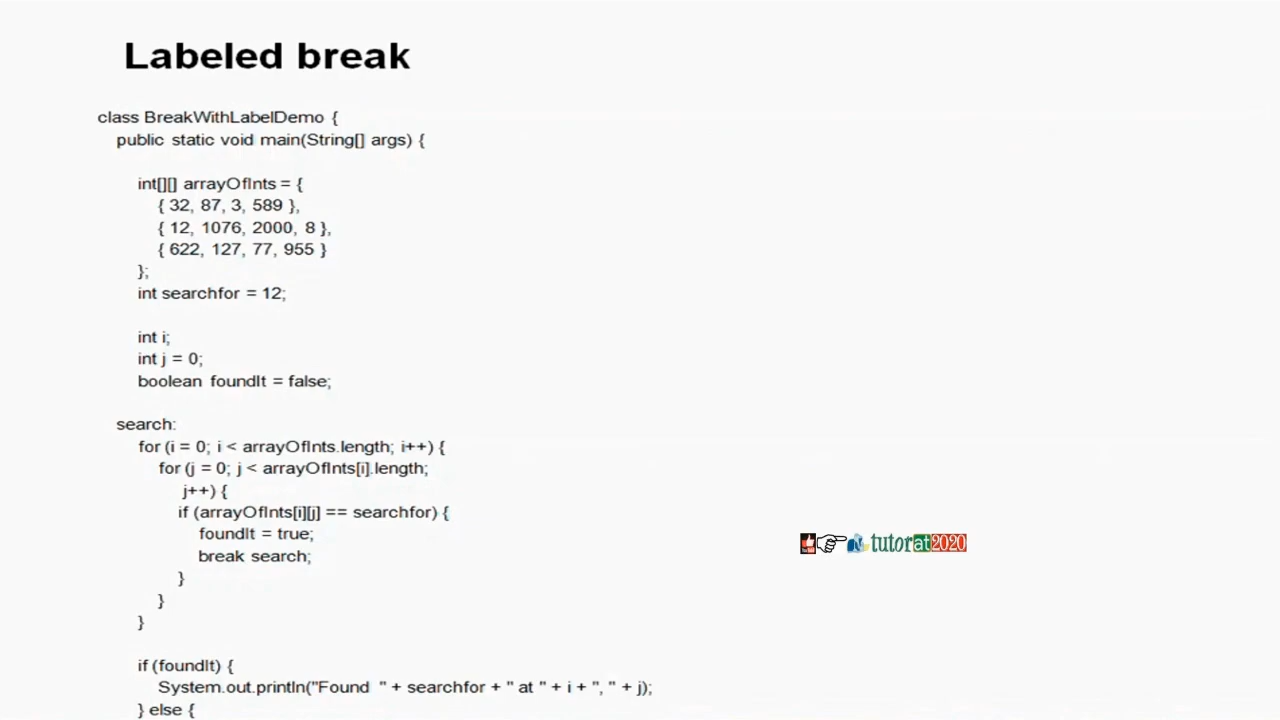 Labeled break
class BreakWithLabelDemo {
public static void main(String[] args) {
int[][] arrayOfInts = {
{ 32, 87, 3, 589 },
{ 12, 1076, 2000, 8 },
{ 622, 127, 77, 955 }
};
int searchfor = 12;
int i;
int j = 0;
boolean foundIt = false;
search:
for (i = 0; i < arrayOfInts.length; i++) {
for (j = 0; j < arrayOfInts[i].length;
j++) {
if (arrayOfInts[i][j] == searchfor) {
foundIt = true;
break search;
}
}
}
if (foundIt) {
System.out.println("Found " + searchfor + " at " + i + ", " + j);
} else {
tutorat2020